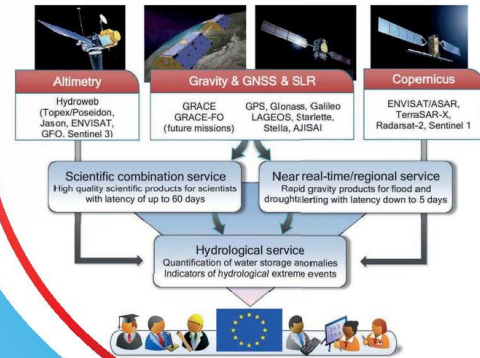 Altimetry
Hydroweb
(Topex/Poseidon,
Jason, ENVISAT,
GFO. Sentinel 3)
Gravity & GNSS & SLR
GRACE
GRACE-FO
(future missions)
GPS, Glonass, Galileo
LAGEOS, Starlette,
Stella, AJISAI
Copernicus
ENVISAT/ASAR,
TerraSAR-X,
Radarsat-2, Sentinel 1
Scientific combination service
High quality scientific products for scientists
with latency of up to 60 days
Near real-time/regional service
Rapid gravity products for flood and
droughtalerting with latency down to 5 days
Hydrological service
Quantification of water storage anomalies
Indicators of hydrological extreme events